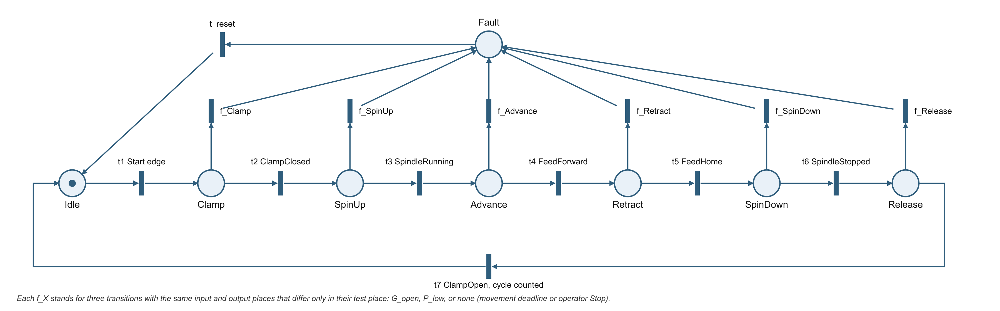 Fault
t_reset
f_Clamp
f_SpinUp
f_Advance
f_Retract
f_SpinDown
f_Release
t1 Start edge
t2 ClampClosed
t3 SpindleRunning
t4 FeedForward
t5 FeedHome
t6 SpindleStopped
Idle
Clamp
SpinUp
Advance
Retract
SpinDown
Release
t7 ClampOpen, cycle counted
Each f_X stands for three transitions with the same input and output places that differ only in their test place: G_open, P_low, or none (movement deadline or operator Stop).